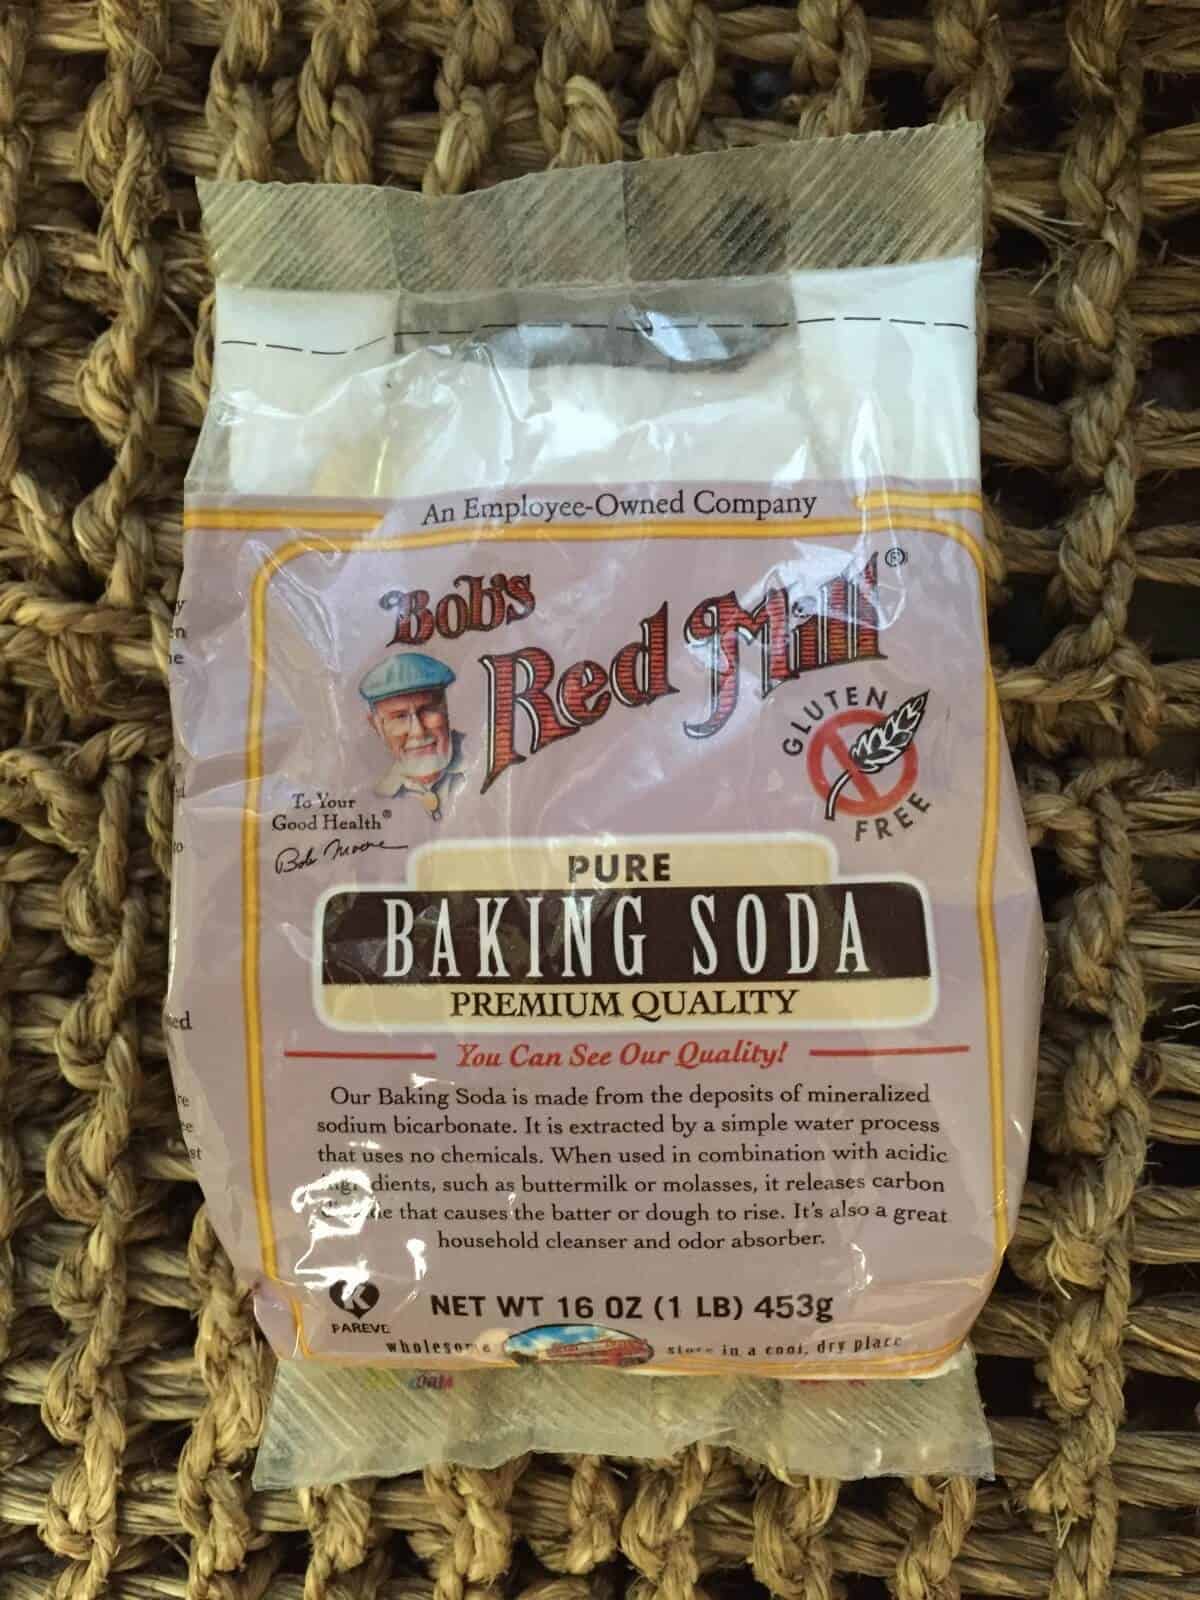 An Employee-Owned Company
Bob's
Red Mill®
GLUTEN
FREE
To Your
Good Health®
Bob Moore
PURE
BAKING SODA
PREMIUM QUALITY
You Can See Our Quality!
Our Baking Soda is made from the deposits of mineralized
sodium bicarbonate. It is extracted by a simple water process
that uses no chemicals. When used in combination with acidic
ingredients, such as buttermilk or molasses, it releases carbon
that causes the batter or dough to rise. It's also a great
household cleanser and odor absorber.
K
PAREVE
NET WT 16 OZ (1 LB) 453g
wholesome
store in a cool, dry place